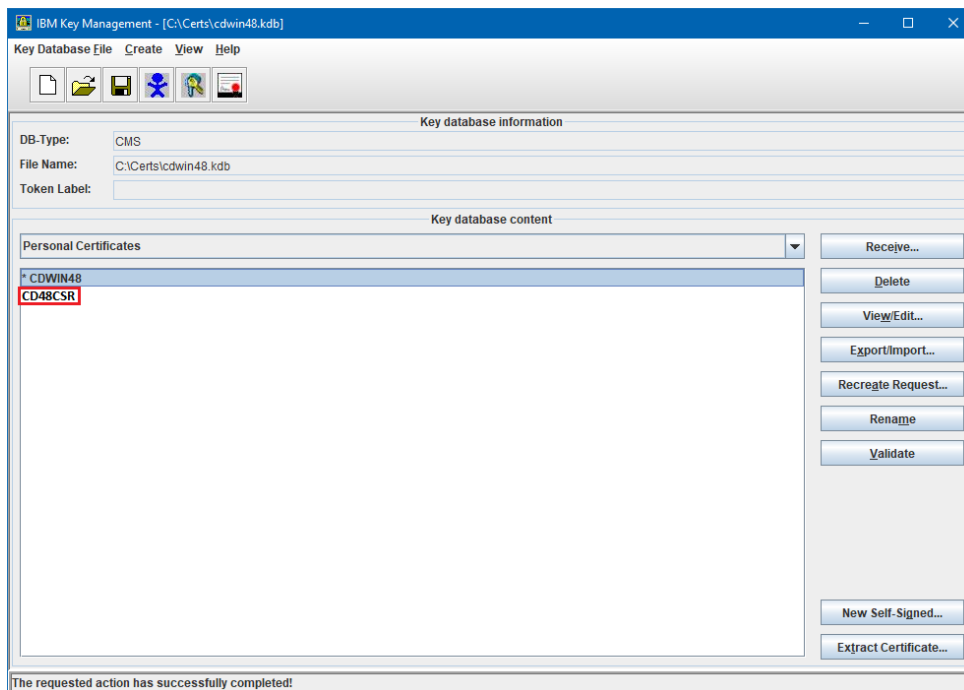 IBM Key Management - [C:\Certs\cdwin48.kdb]
Key Database File Create View Help
Key database information
DB-Type: CMS
File Name: C:\Certs\cdwin48.kdb
Token Label:
Key database content
Personal Certificates
Receive...
* CDWIN48
CD48CSR
Delete
View/Edit...
Export/Import...
Recreate Request...
Rename
Validate
New Self-Signed...
Extract Certificate...
The requested action has successfully completed!